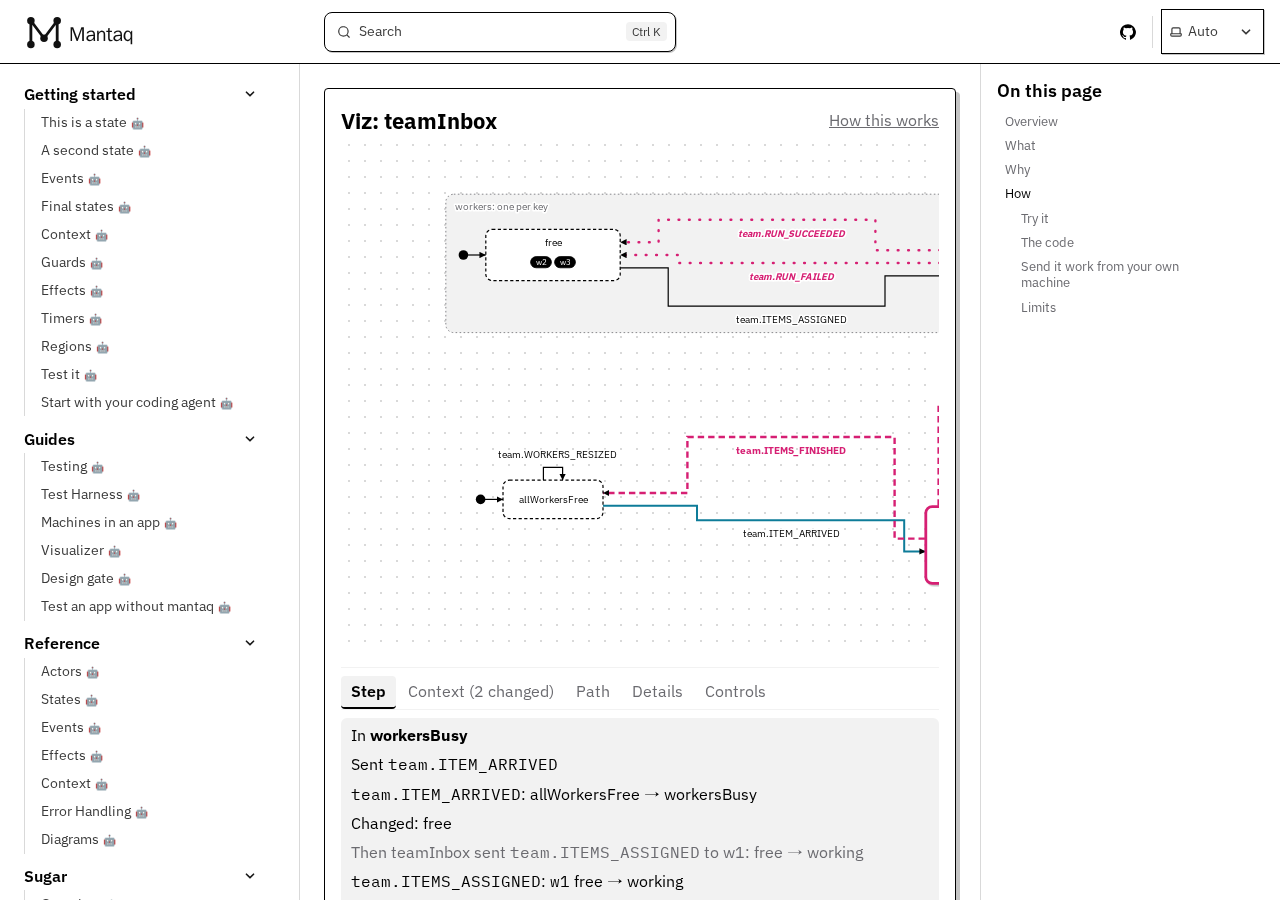 Mantaq
Search
Ctrl K
Auto
Getting started
This is a state 🤖
A second state 🤖
Events 🤖
Final states 🤖
Context 🤖
Guards 🤖
Effects 🤖
Timers 🤖
Regions 🤖
Test it 🤖
Start with your coding agent 🤖
Guides
Testing 🤖
Test Harness 🤖
Machines in an app 🤖
Visualizer 🤖
Design gate 🤖
Test an app without mantaq 🤖
Reference
Actors 🤖
States 🤖
Events 🤖
Effects 🤖
Context 🤖
Error Handling 🤖
Diagrams 🤖
Sugar
Viz: teamInbox
How this works
workers: one per key
free
w2 w3
team.RUN_SUCCEEDED
team.RUN_FAILED
team.ITEMS_ASSIGNED
team.WORKERS_RESIZED
allWorkersFree
team.ITEMS_FINISHED
team.ITEM_ARRIVED
Step
Context (2 changed)
Path
Details
Controls
In workersBusy
Sent team.ITEM_ARRIVED
team.ITEM_ARRIVED: allWorkersFree → workersBusy
Changed: free
Then teamInbox sent team.ITEMS_ASSIGNED to w1: free → working
team.ITEMS_ASSIGNED: w1 free → working
On this page
Overview
What
Why
How
Try it
The code
Send it work from your own
machine
Limits